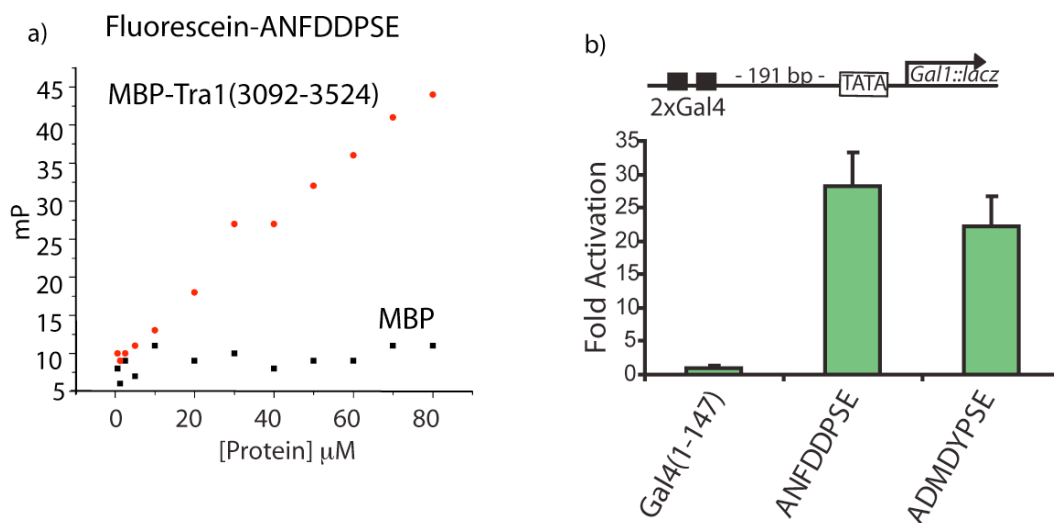 a)
Fluorescein-ANFDDPSE
MBP-Tra1(3092-3524)
45
40
35
30
25
20
15
10
5
mP
MBP
0
20
40
60
80
[Protein] μM
b)
- 191 bp -
TATA
Gal1::lacz
2xGal4
35
30
25
20
15
10
5
0
Fold Activation
Gal4(1-147)
ANFDDPSE
ADMDYPSE